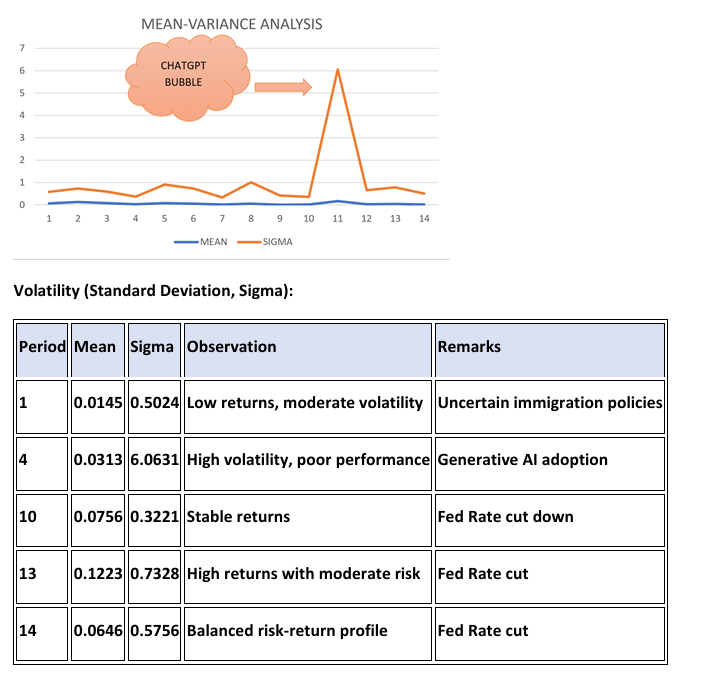 MEAN-VARIANCE ANALYSIS
7
6
5
4
3
2
1
0
CHATGPT
BUBBLE
1 2 3 4 5 6 7 8 9 10 11 12 13 14
MEAN SIGMA
Volatility (Standard Deviation, Sigma):
Period Mean Sigma Observation Remarks
1 0.0145 0.5024 Low returns, moderate volatility Uncertain immigration policies
4 0.0313 6.0631 High volatility, poor performance Generative AI adoption
10 0.0756 0.3221 Stable returns Fed Rate cut down
13 0.1223 0.7328 High returns with moderate risk Fed Rate cut
14 0.0646 0.5756 Balanced risk-return profile Fed Rate cut